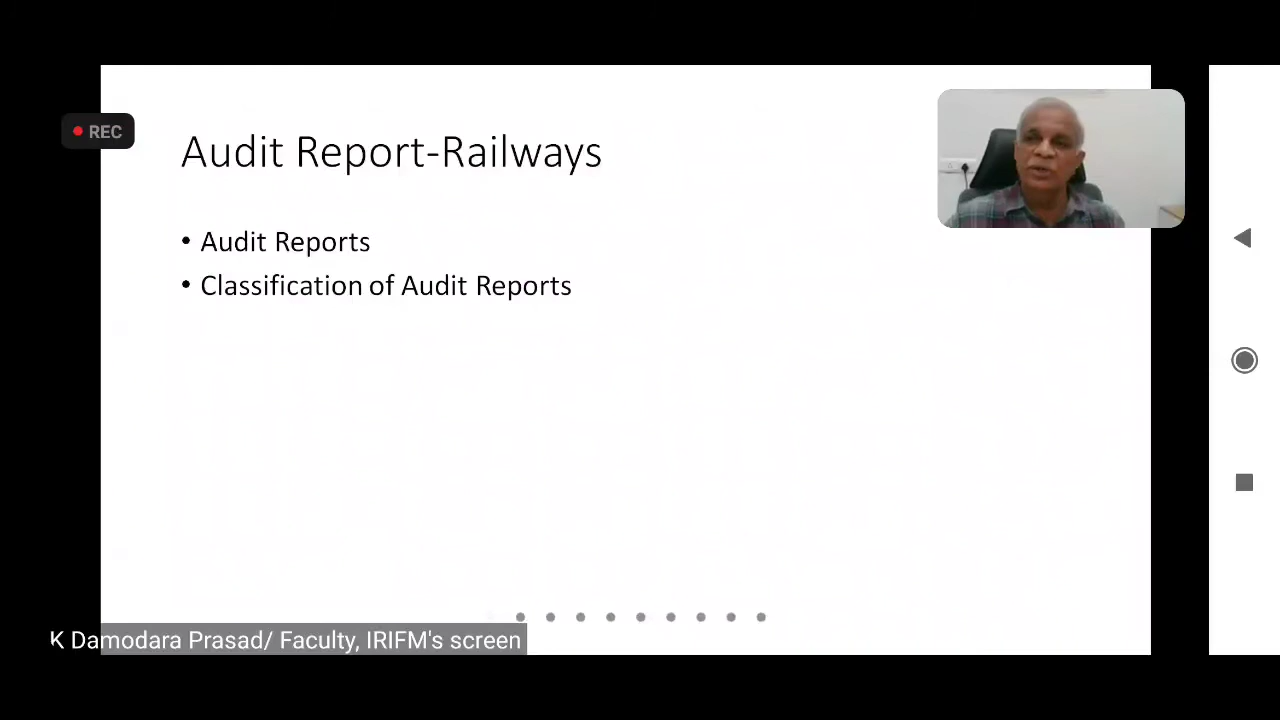 REC
Audit Report-Railways
• Audit Reports
• Classification of Audit Reports
K Damodara Prasad/ Faculty, IRIFM's screen